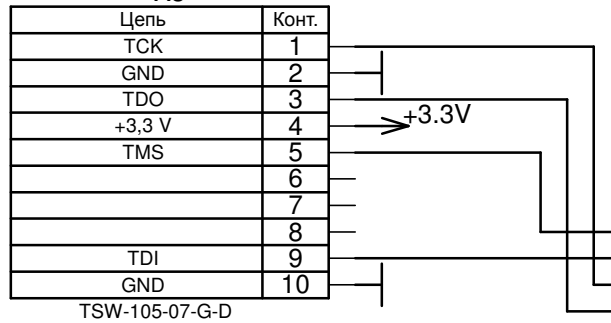 Цепь Конт.
TCK 1
GND 2
TDO 3
+3,3 V 4 +3.3V
TMS 5
6
7
8
TDI 9
GND 10
TSW-105-07-G-D